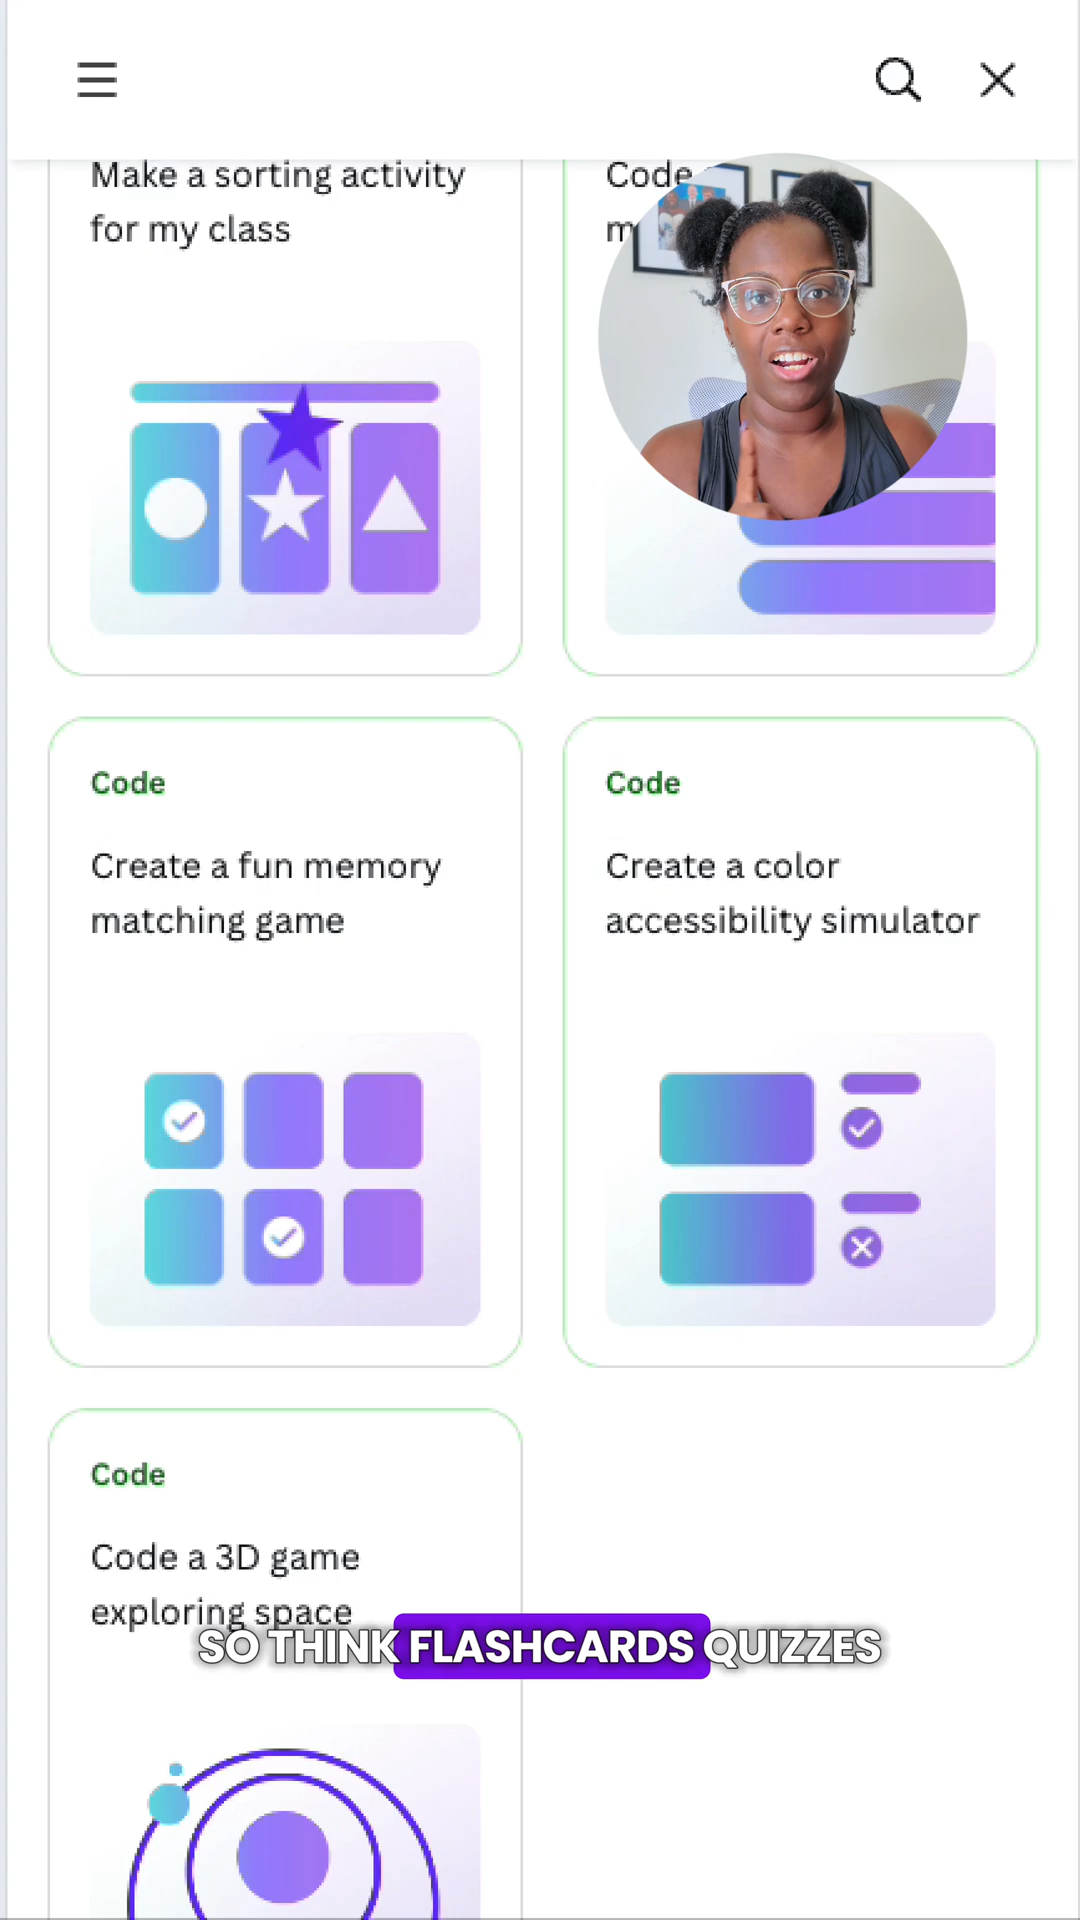 Make a sorting activity
for my class
Code
Code
Create a fun memory
matching game
Code
Create a color
accessibility simulator
Code
Code a 3D game
exploring space
SO THINK FLASHCARDS QUIZZES